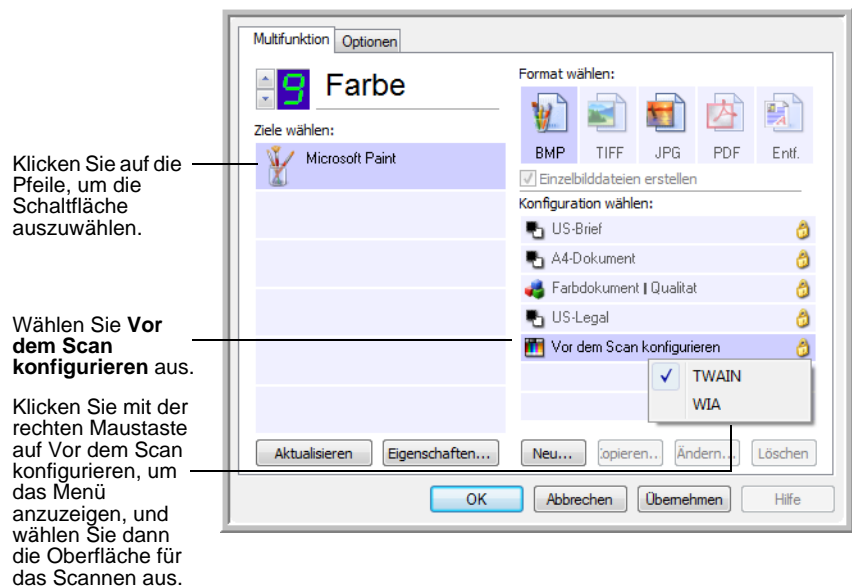 Multifunktion Optionen
9 Farbe
Ziele wählen:
Microsoft Paint
Format wählen:
BMP TIFF JPG PDF Entf.
Einzelbilddateien erstellen
Konfiguration wählen:
US-Brief
A4-Dokument
Farbdokument | Qualitat
US-Legal
Vor dem Scan konfigurieren
TWAIN
WIA
Aktualisieren Eigenschaften... Neu... Copieren... Ändern... Löschen
OK Abbrechen Übernehmen Hilfe
Klicken Sie auf die
Pfeile, um die
Schaltfläche
auszuwählen.
Wählen Sie Vor
dem Scan
konfigurieren aus.
Klicken Sie mit der
rechten Maustaste
auf Vor dem Scan
konfigurieren, um
das Menü
anzuzeigen, und
wählen Sie dann
die Oberfläche für
das Scannen aus.